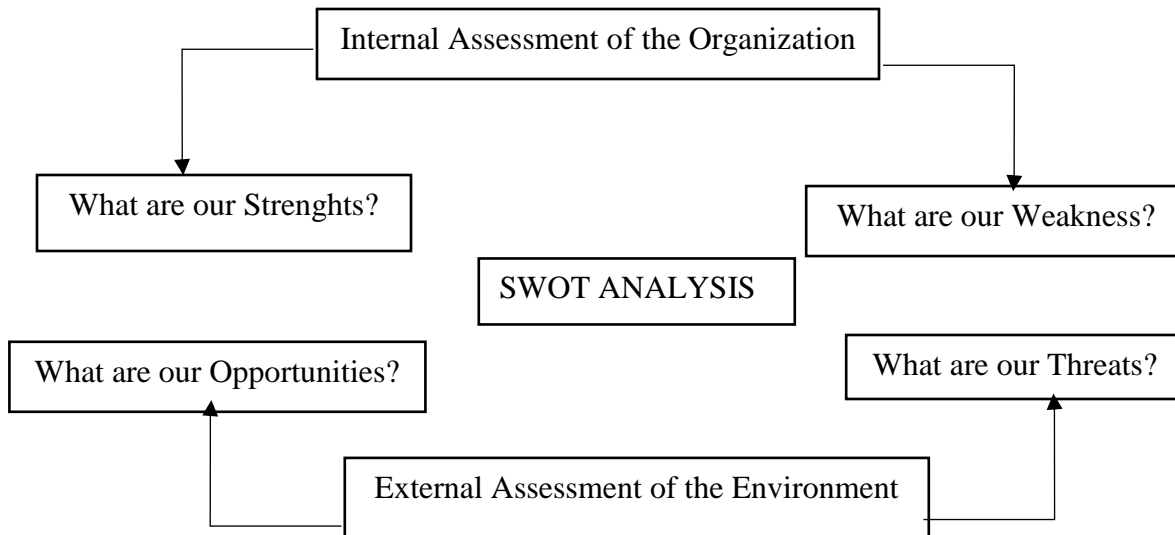 Internal Assessment of the Organization
What are our Strenghts?
What are our Weakness?
SWOT ANALYSIS
What are our Opportunities?
What are our Threats?
External Assessment of the Environment